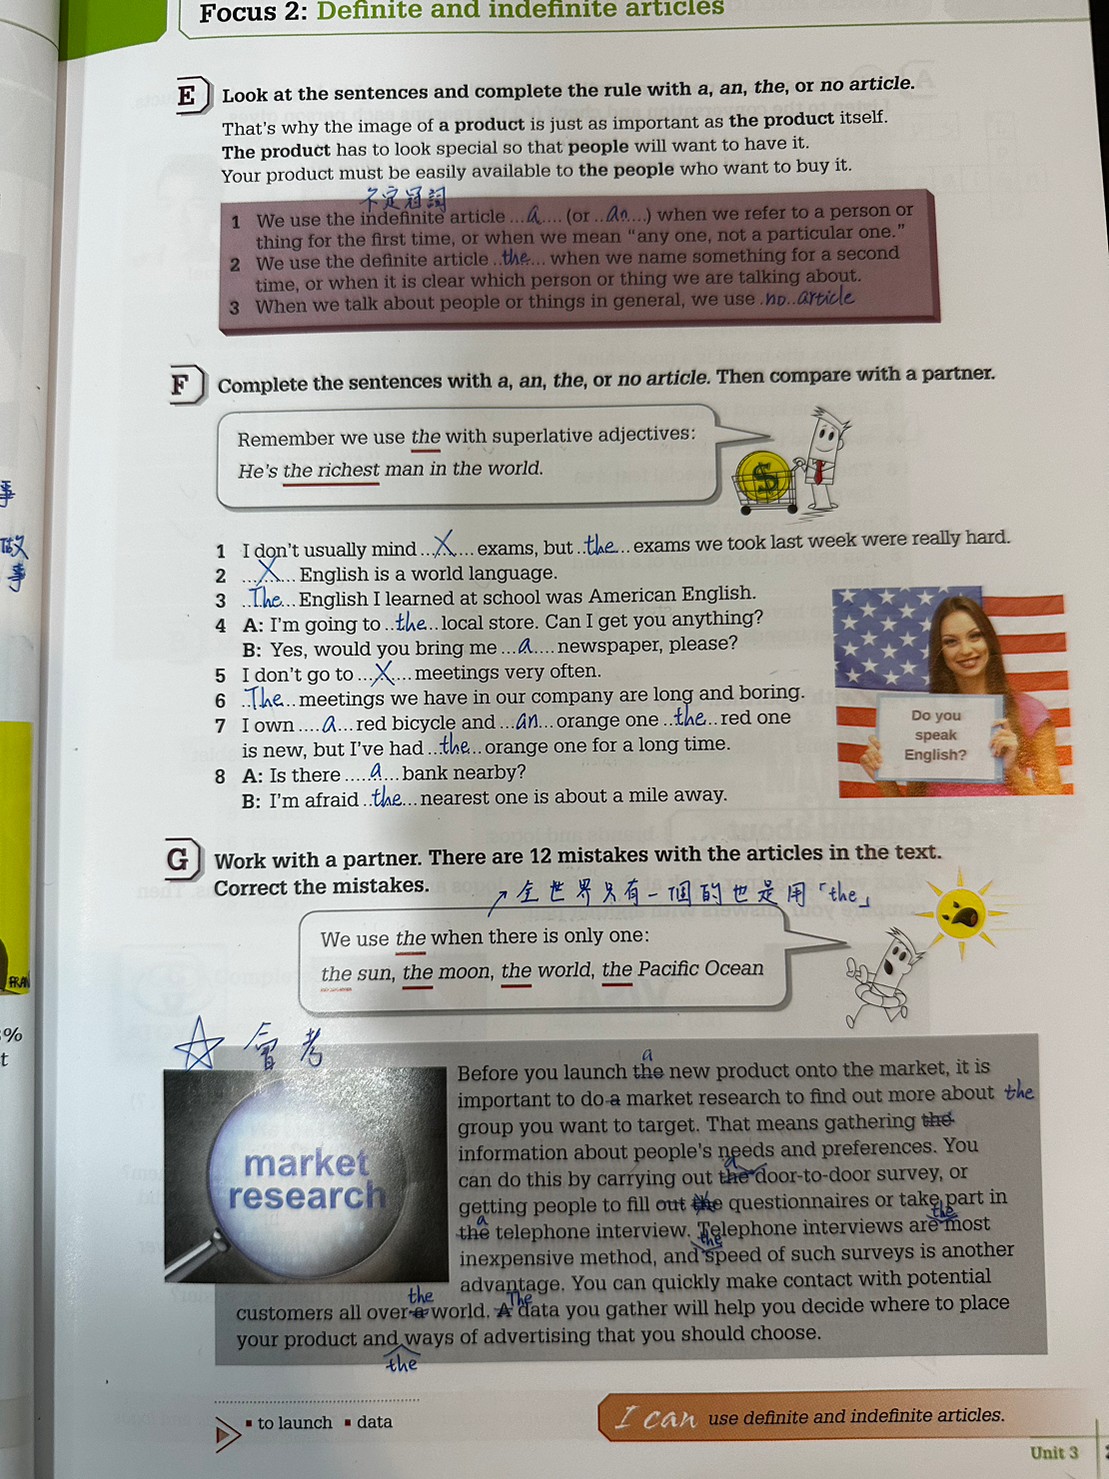 Focus 2: Definite and indefinite articles
E Look at the sentences and complete the rule with a, an, the, or no article.
That's why the image of a product is just as important as the product itself.
The product has to look special so that people will want to have it.
Your product must be easily available to the people who want to buy it.
不定冠詞
1 We use the indefinite article ...a.... (or ..an...) when we refer to a person or
thing for the first time, or when we mean "any one, not a particular one."
2 We use the definite article ..the... when we name something for a second
time, or when it is clear which person or thing we are talking about.
3 When we talk about people or things in general, we use .no..article
事
做
事
F Complete the sentences with a, an, the, or no article. Then compare with a partner.
Remember we use the with superlative adjectives:
He's the richest man in the world.
$
1 I don't usually mind ...X.... exams, but ..the... exams we took last week were really hard.
2 ...X.... English is a world language.
3 ..The... English I learned at school was American English.
4 A: I'm going to ..the.. local store. Can I get you anything?
B: Yes, would you bring me ...a.... newspaper, please?
5 I don't go to ...X.... meetings very often.
6 ..The... meetings we have in our company are long and boring.
7 I own ....a... red bicycle and ...an... orange one ..the.. red one
is new, but I've had ..the.. orange one for a long time.
8 A: Is there .....a... bank nearby?
B: I'm afraid ..the... nearest one is about a mile away.
Do you
speak
English?
G Work with a partner. There are 12 mistakes with the articles in the text.
Correct the mistakes.
↗ 全世界只有一個的也是用「the」
We use the when there is only one:
the sun, the moon, the world, the Pacific Ocean
%
t
☆ 會考
market
research
a
Before you launch the new product onto the market, it is
important to do a market research to find out more about the
group you want to target. That means gathering the
information about people's needs and preferences. You
a
can do this by carrying out the door-to-door survey, or
getting people to fill out the questionnaires or take part in
a the
the telephone interview. Telephone interviews are most
the
inexpensive method, and speed of such surveys is another
advantage. You can quickly make contact with potential
the The
customers all over a world. A data you gather will help you decide where to place
your product and ways of advertising that you should choose.
the
▪ to launch ▪ data
I can use definite and indefinite articles.
Unit 3